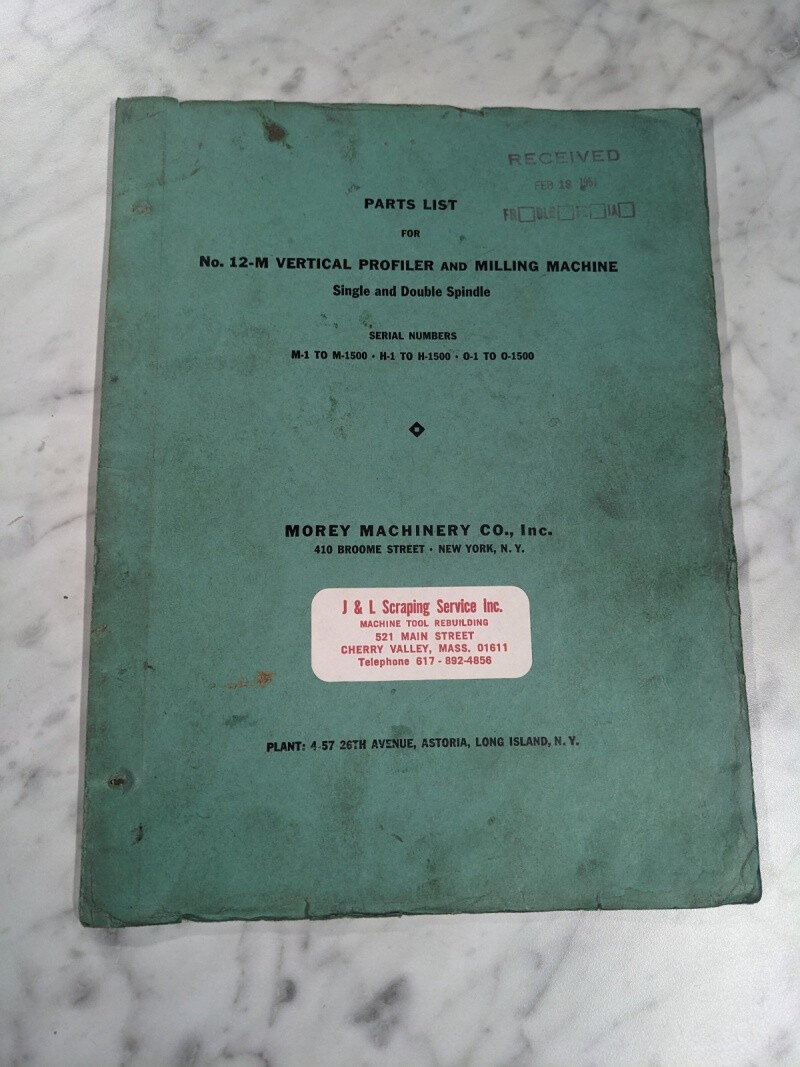 RECEIVED
FEB 18 1951
PARTS LIST
FOR
No. 12-M VERTICAL PROFILER AND MILLING MACHINE
Single and Double Spindle
SERIAL NUMBERS
M-1 TO M-1500 · H-1 TO H-1500 · O-1 TO O-1500
MOREY MACHINERY CO., Inc.
410 BROOME STREET · NEW YORK, N. Y.
J & L Scraping Service Inc.
MACHINE TOOL REBUILDING
521 MAIN STREET
CHERRY VALLEY, MASS. 01611
Telephone 617 - 892-4856
PLANT: 4-57 26TH AVENUE, ASTORIA, LONG ISLAND, N. Y.